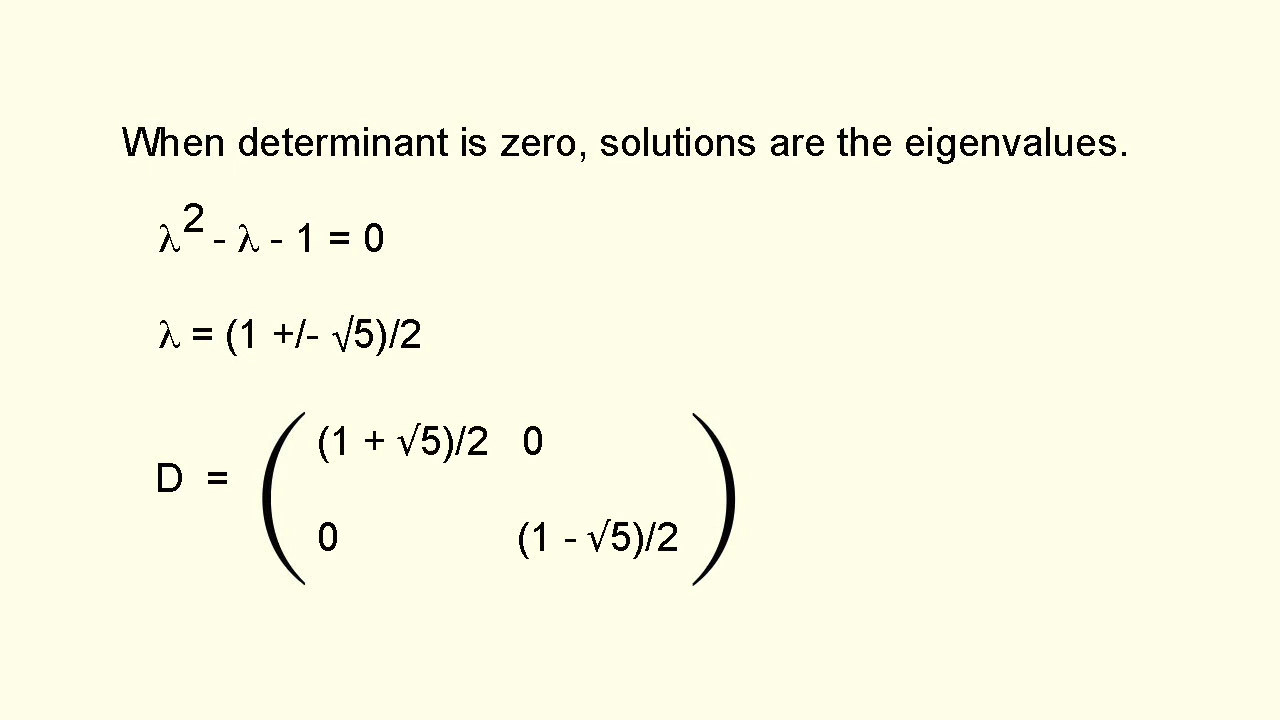 When determinant is zero, solutions are the eigenvalues.
λ² - λ - 1 = 0
λ = (1 +/- √5)/2
(1 + √5)/2 0
D =
0 (1 - √5)/2